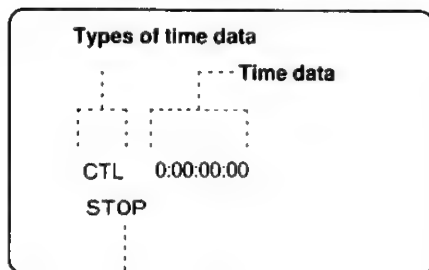 Types of time data
Time data
CTL 0:00:00:00
STOP